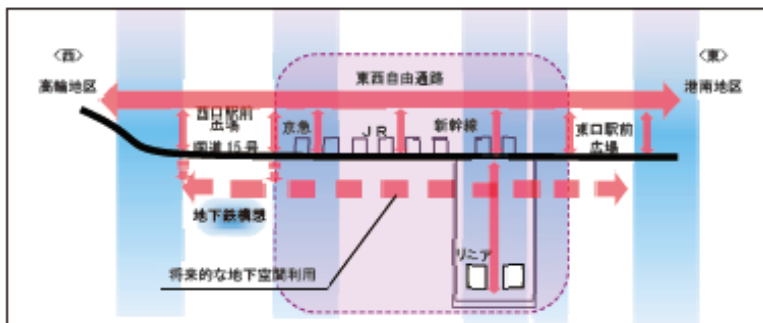 〈西〉
高輪地区
〈東〉
港南地区
東西自由通路
西口駅前
広場
国道15号
京急
JR
新幹線
東口駅前
広場
地下鉄構想
リニア
将来的な地下空間利用